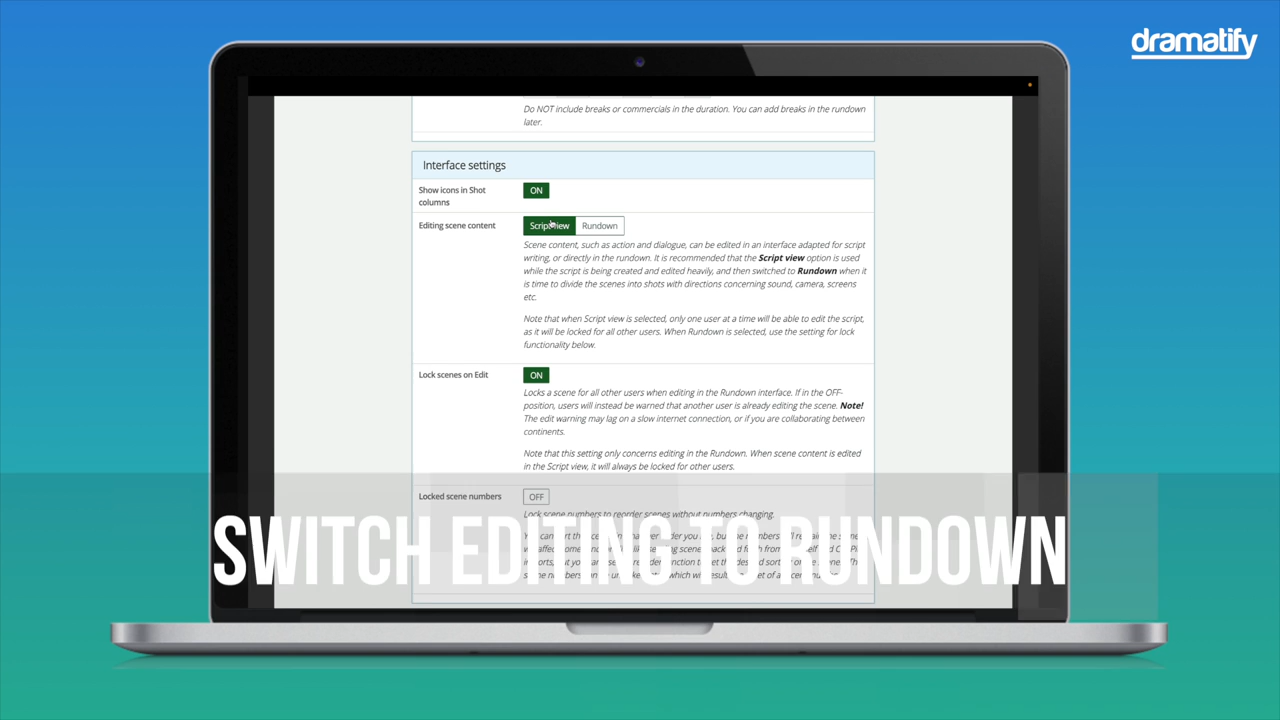 dramatify
Do NOT include breaks or commercials in the duration. You can add breaks in the rundown
later.
Interface settings
Show icons in Shot
columns
ON
Editing scene content
Script view Rundown
Scene content, such as action and dialogue, can be edited in an interface adapted for script
writing, or directly in the rundown. It is recommended that the Script view option is used
while the script is being created and edited heavily, and then switched to Rundown when it
is time to divide the scenes into shots with directions concerning sound, camera, screens
etc.
Note that when Script view is selected, only one user at a time will be able to edit the script,
as it will be locked for all other users. When Rundown is selected, use the setting for lock
functionality below.
Lock scenes on Edit
ON
Locks a scene for all other users when editing in the Rundown interface. If in the OFF-
position, users will instead be warned that another user is already editing the scene. Note!
The edit warning may lag on a slow internet connection, or if you are collaborating between
continents.
Note that this setting only concerns editing in the Rundown. When scene content is edited
in the Script view, it will always be locked for other users.
Locked scene numbers
OFF
Lock scene numbers to reorder scenes without numbers changing.
SWITCH EDITING TO RUNDOWN